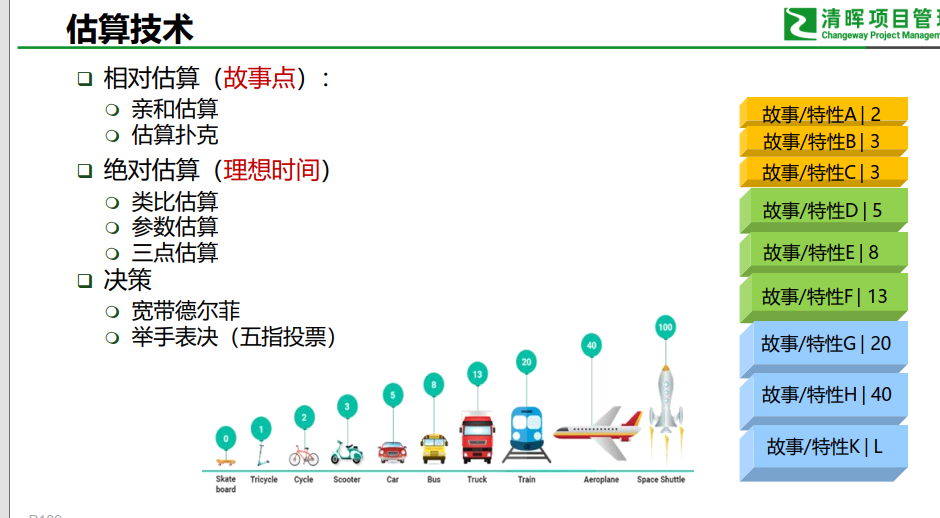 估算技术
清晖项目管理
Changeway Project Managem
❑ 相对估算（故事点）:
❍ 亲和估算
❍ 估算扑克
❑ 绝对估算（理想时间）
❍ 类比估算
❍ 参数估算
❍ 三点估算
❑ 决策
❍ 宽带德尔菲
❍ 举手表决（五指投票）
故事/特性A| 2
故事/特性B| 3
故事/特性C| 3
故事/特性D| 5
故事/特性E| 8
故事/特性F| 13
故事/特性G| 20
故事/特性H| 40
故事/特性K| L
0 1 2 3 5 8 13 20 40 100
Skate board Tricycle Cycle Scooter Car Bus Truck Train Aeroplane Space Shuttle